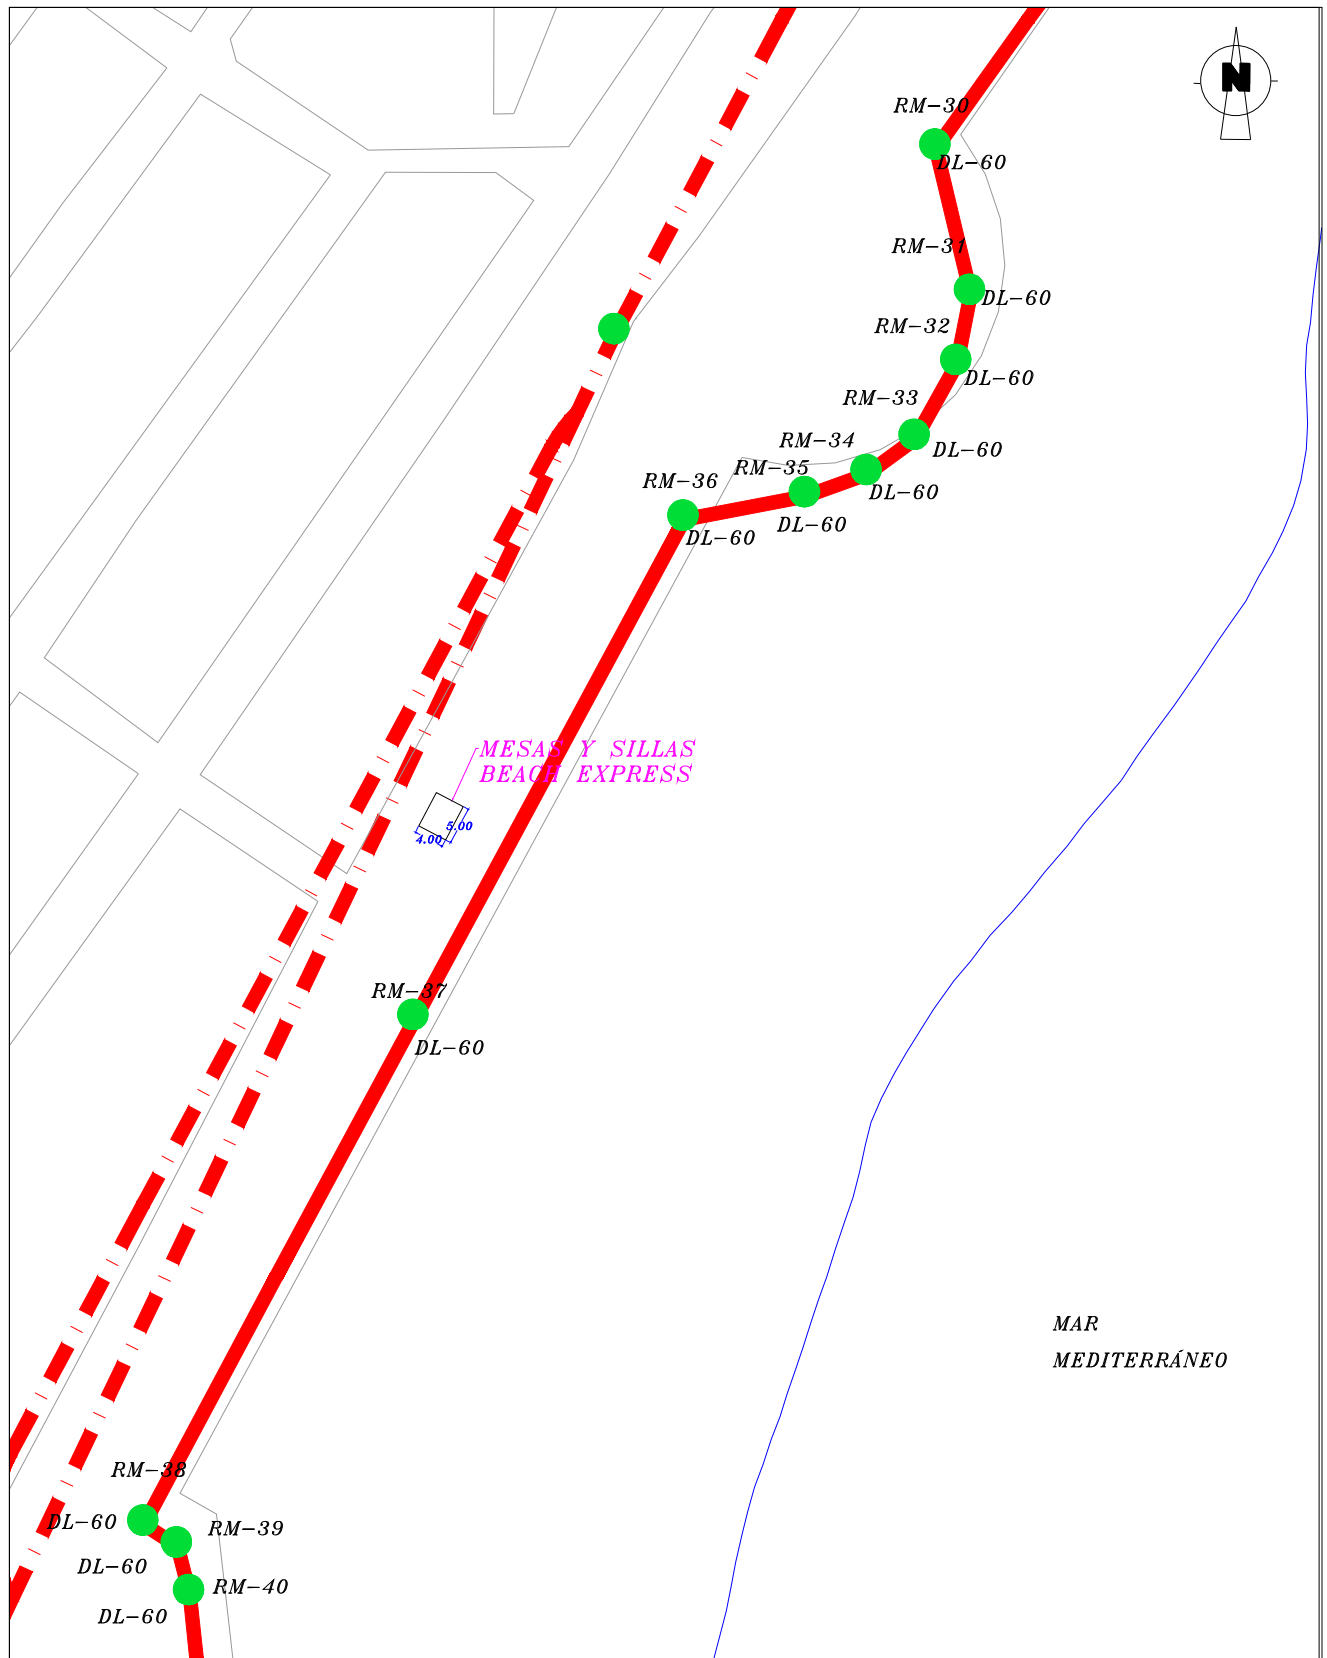 N
RM-30
DL-60
RM-31
DL-60
RM-32
DL-60
RM-33
DL-60
RM-34
DL-60
RM-35
DL-60
RM-36
DL-60
MESAS Y SILLAS
BEACH EXPRESS
5.00
4.00
RM-37
DL-60
MAR
MEDITERRÁNEO
RM-38
DL-60
RM-39
DL-60
RM-40
DL-60